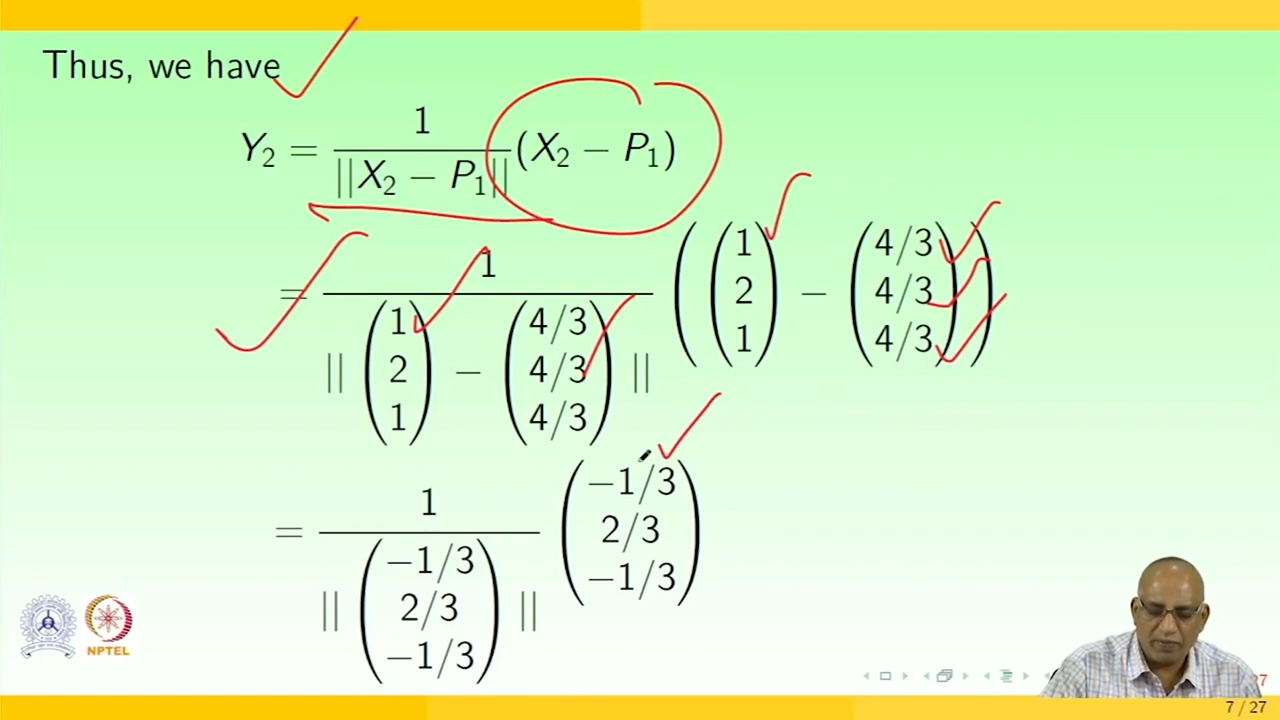 Thus, we have
Y₂ = 1 / ||X₂ − P₁|| (X₂ − P₁)
= 1 / || (1 2 1) − (4/3 4/3 4/3) || ( (1 2 1) − (4/3 4/3 4/3) )
= 1 / || (−1/3 2/3 −1/3) || (−1/3 2/3 −1/3)
NPTEL
7 / 27